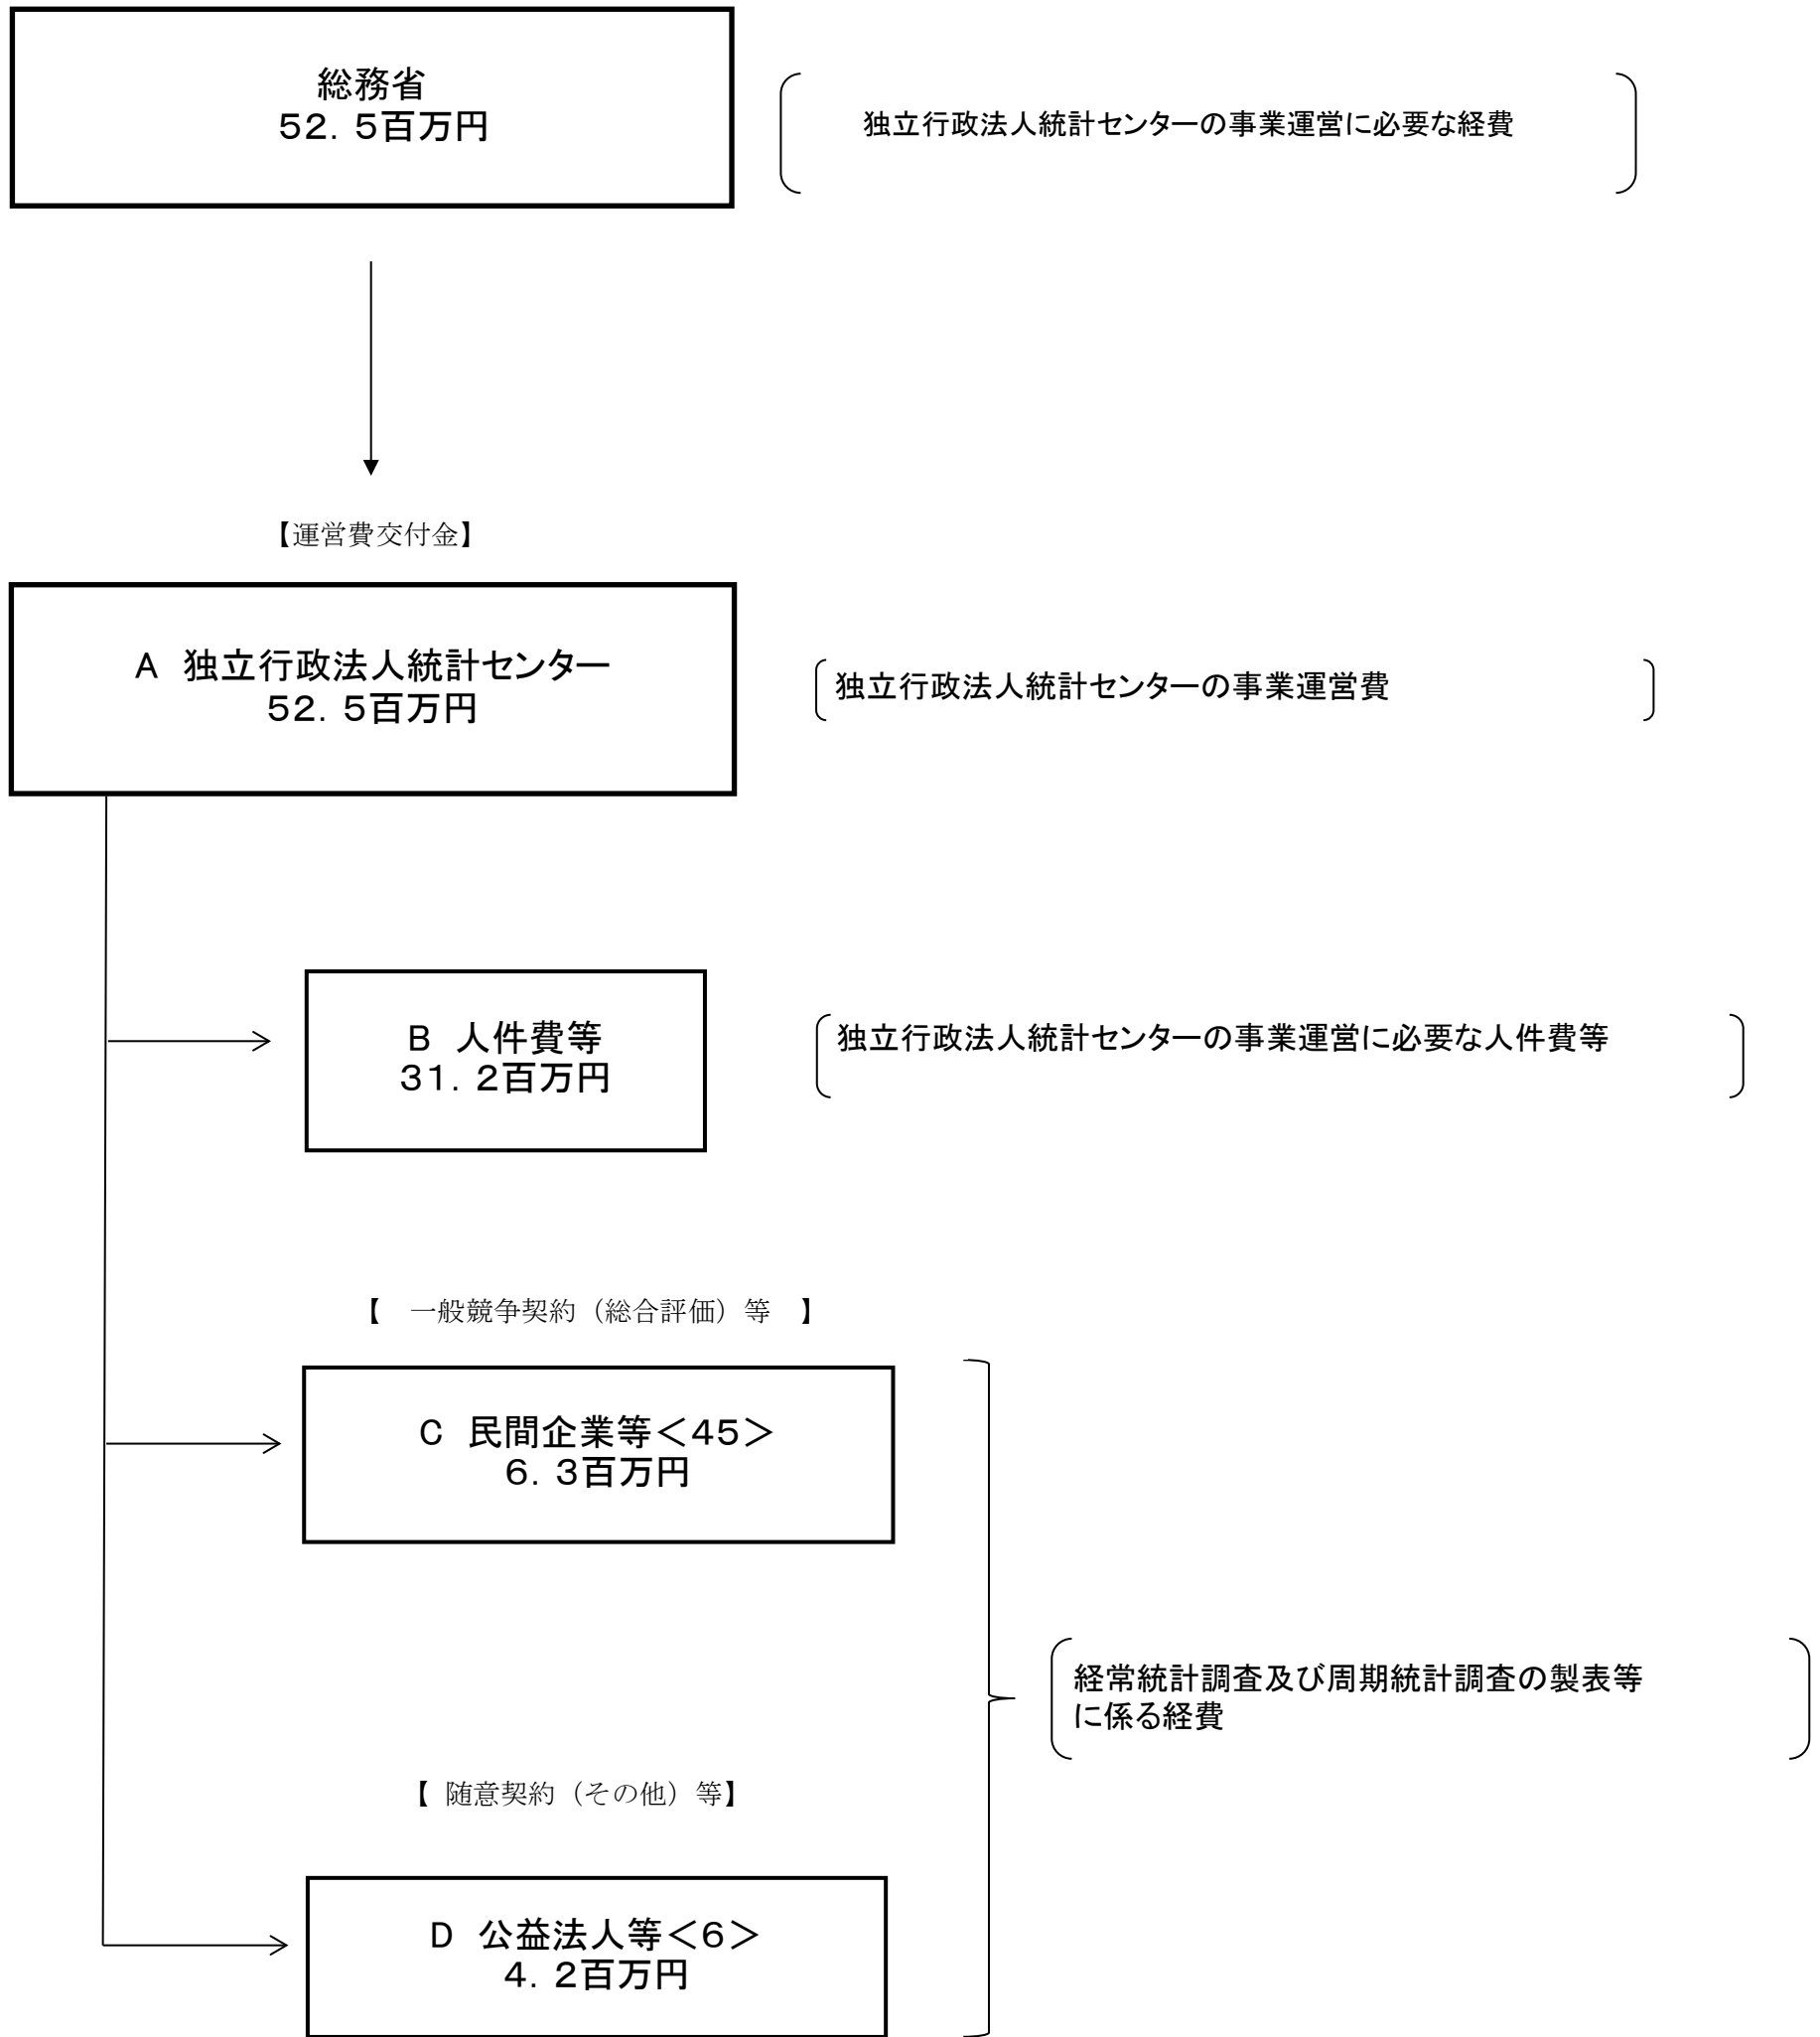 総務省
５２．５百万円
独立行政法人統計センターの事業運営に必要な経費
【運営費交付金】
A　独立行政法人統計センター
５２．５百万円
独立行政法人統計センターの事業運営費
B　人件費等
３１．２百万円
独立行政法人統計センターの事業運営に必要な人件費等
【　一般競争契約（総合評価）等　】
C　民間企業等＜４５＞
６．３百万円
経常統計調査及び周期統計調査の製表等
に係る経費
【 随意契約（その他）等】
D　公益法人等＜６＞
４．２百万円